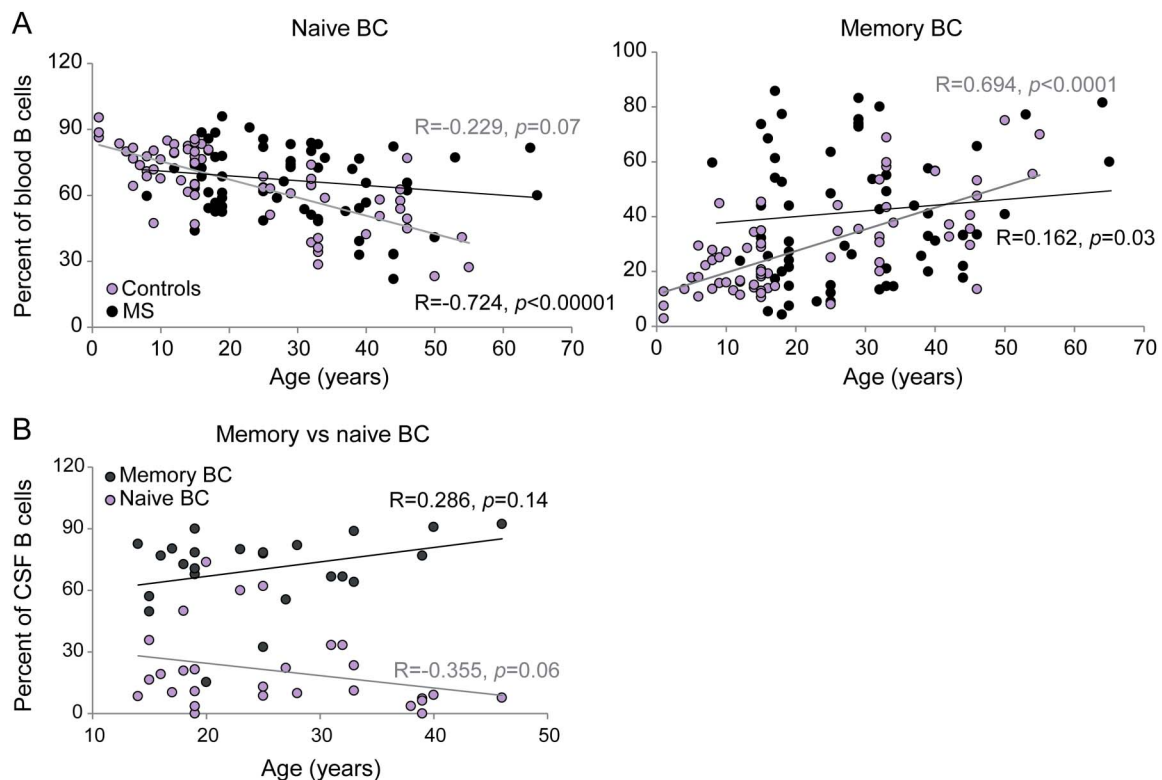 A
Naive BC
Memory BC
Percent of blood B cells
120
90
60
30
0
R=-0.229, p=0.07
Controls
MS
R=-0.724, p<0.00001
0 10 20 30 40 50 60 70
Age (years)
100
80
60
40
20
0
R=0.694, p<0.0001
R=0.162, p=0.03
0 10 20 30 40 50 60 70
Age (years)
B
Memory vs naive BC
Percent of CSF B cells
120
90
60
30
0
Memory BC
Naive BC
R=0.286, p=0.14
R=-0.355, p=0.06
10 20 30 40 50
Age (years)